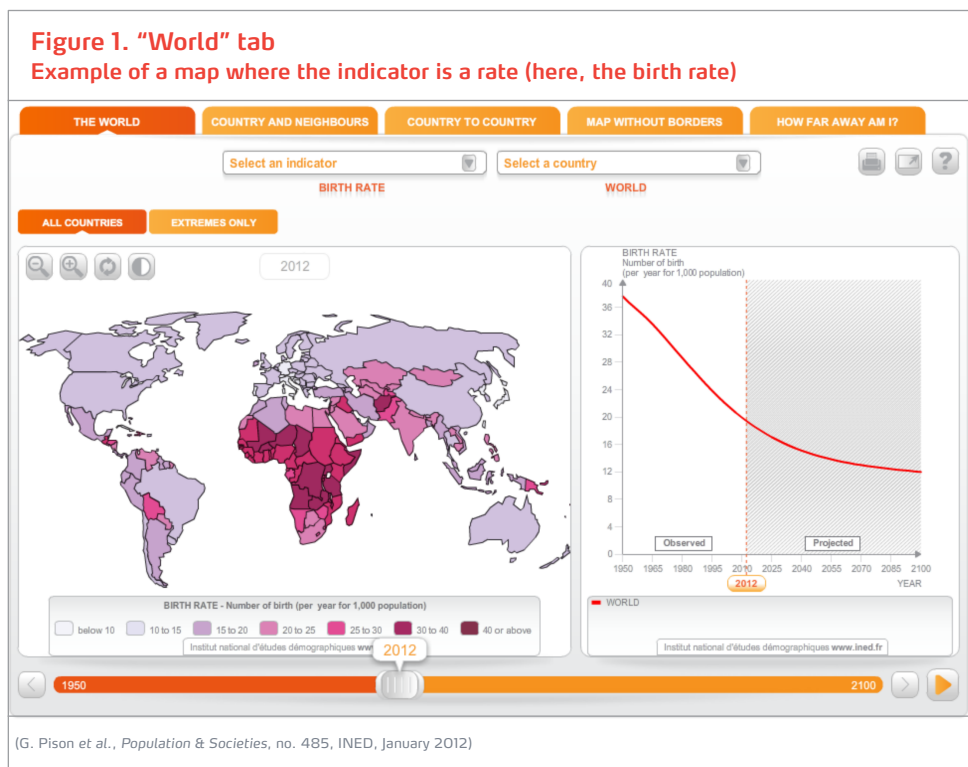 Figure 1. “World” tab
Example of a map where the indicator is a rate (here, the birth rate)
THE WORLD
COUNTRY AND NEIGHBOURS
COUNTRY TO COUNTRY
MAP WITHOUT BORDERS
HOW FAR AWAY AM I?
Select an indicator
Select a country
?
BIRTH RATE
WORLD
ALL COUNTRIES
EXTREMES ONLY
2012
BIRTH RATE - Number of birth (per year for 1,000 population)
below 10
10 to 15
15 to 20
20 to 25
25 to 30
30 to 40
40 or above
Institut national d'études démographiques
BIRTH RATE
Number of birth
(per year for 1,000 population)
40
36
32
28
24
20
16
12
8
4
0
Observed
Projected
1950 1965 1980 1995 2010 2025 2040 2055 2070 2085 2100
YEAR
2012
WORLD
Institut national d'études démographiques www.ined.fr
2012
1950
2100
(G. Pison et al., Population & Societies, no. 485, INED, January 2012)